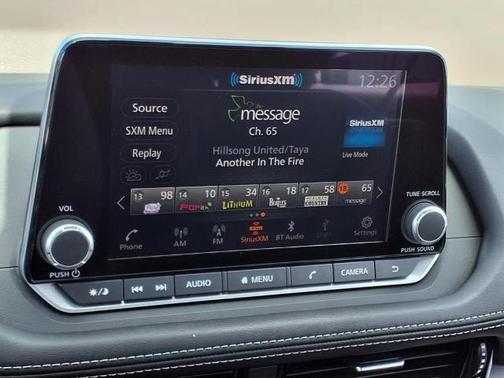 SiriusXM
12:26
Source
the message
SiriusXM
SXM Menu
Ch. 65
Replay
Hillsong United/Taya
Another In The Fire
Live Mode
13 98 14 10 15 34 16 18 17 58 18 65
LITHIUM
message
VOL
TUNE·SCROLL
Phone
AM
FM
SiriusXM
BT Audio
Settings
PUSH
PUSH SOUND
AUDIO
MENU
CAMERA